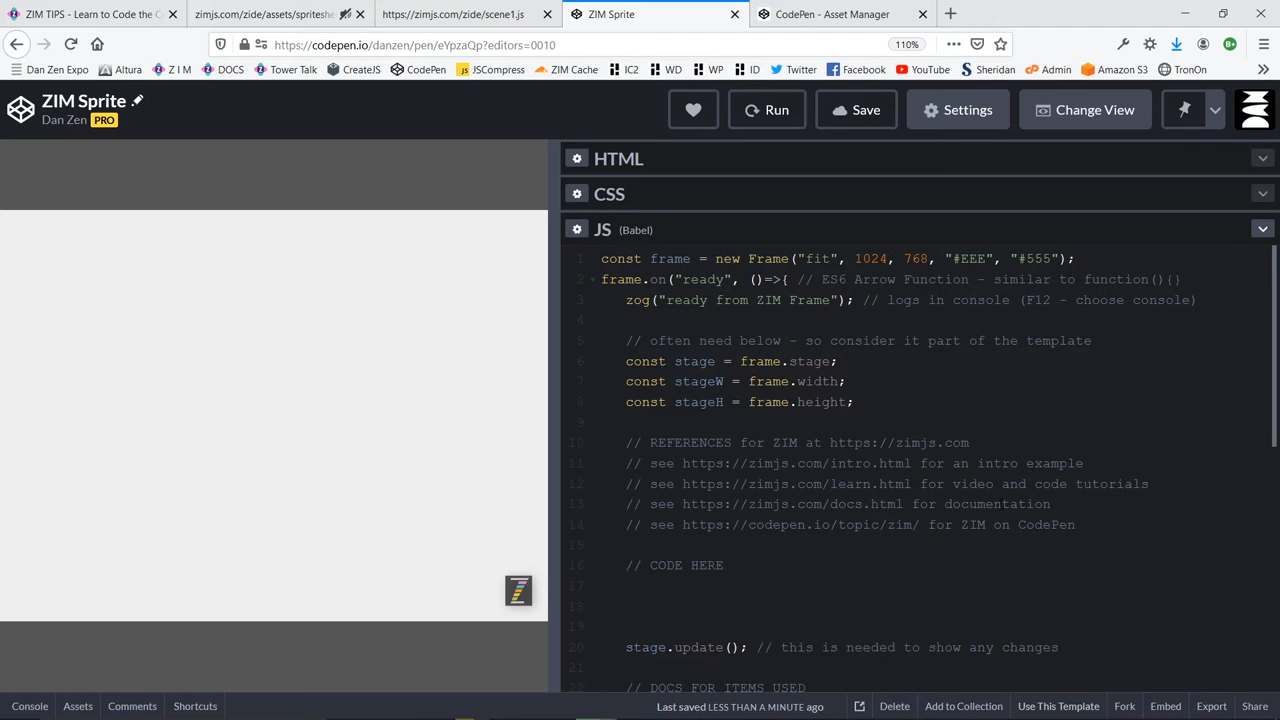 ZIM TIPS - Learn to Code the C
zimjs.com/zide/assets/spriteshe
https://zimjs.com/zide/scene1.js
ZIM Sprite
CodePen - Asset Manager
https://codepen.io/danzen/pen/eYpzaQp?editors=0010
110%
Dan Zen Expo
Altura
Z I M
DOCS
Tower Talk
CreateJS
CodePen
JSCompress
ZIM Cache
IC2
WD
WP
ID
Twitter
Facebook
YouTube
Sheridan
Admin
Amazon S3
TronOn
ZIM Sprite
Dan Zen PRO
Run
Save
Settings
Change View
HTML
CSS
JS (Babel)
1 const frame = new Frame("fit", 1024, 768, "#EEE", "#555");
2 frame.on("ready", ()=>{ // ES6 Arrow Function - similar to function(){}
3 zog("ready from ZIM Frame"); // logs in console (F12 - choose console)
4
5 // often need below - so consider it part of the template
6 const stage = frame.stage;
7 const stageW = frame.width;
8 const stageH = frame.height;
9
10 // REFERENCES for ZIM at https://zimjs.com
11 // see https://zimjs.com/intro.html for an intro example
12 // see https://zimjs.com/learn.html for video and code tutorials
13 // see https://zimjs.com/docs.html for documentation
14 // see https://codepen.io/topic/zim/ for ZIM on CodePen
15
16 // CODE HERE
17
18
19
20 stage.update(); // this is needed to show any changes
21
22 // DOCS FOR ITEMS USED
Console
Assets
Comments
Shortcuts
Last saved LESS THAN A MINUTE ago
Delete
Add to Collection
Use This Template
Fork
Embed
Export
Share